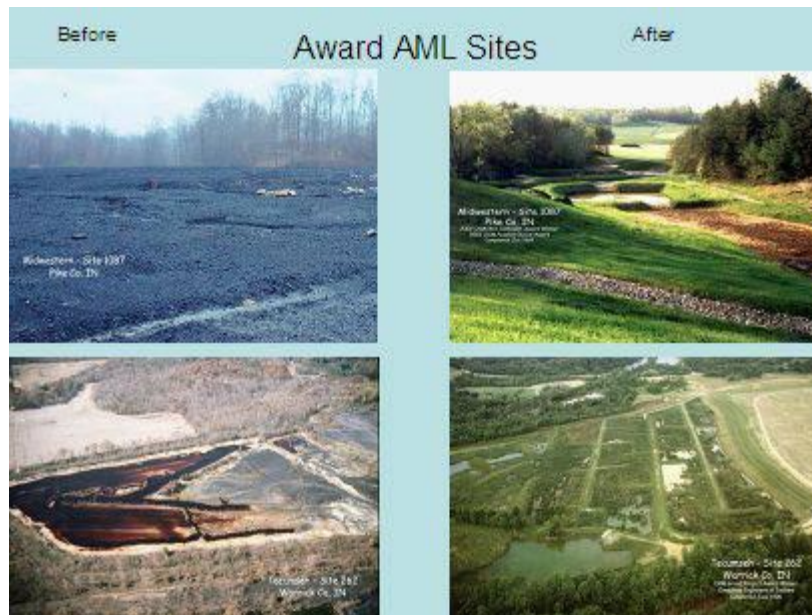 Before
Award AML Sites
After
Midwestern - Site 1087
Pike Co. IN
Midwestern - Site 1087
Pike Co. IN
Tecumseh - Site 262
Warrick Co. IN
Tecumseh - Site 262
Warrick Co. IN